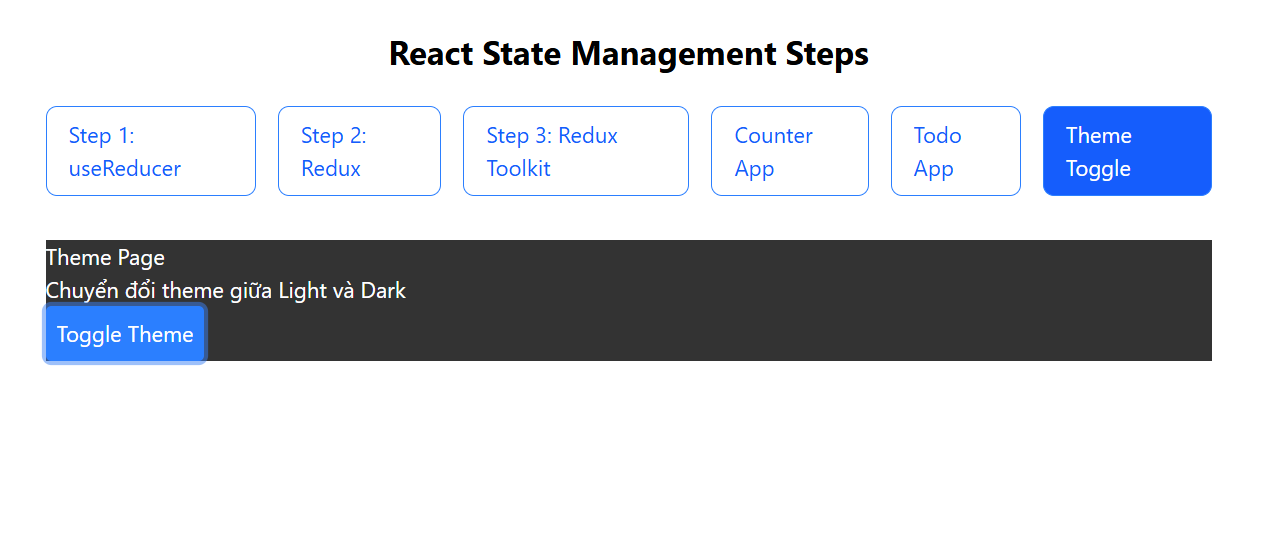 React State Management Steps
Step 1:
useReducer
Step 2:
Redux
Step 3: Redux
Toolkit
Counter
App
Todo
App
Theme
Toggle
Theme Page
Chuyển đổi theme giữa Light và Dark
Toggle Theme